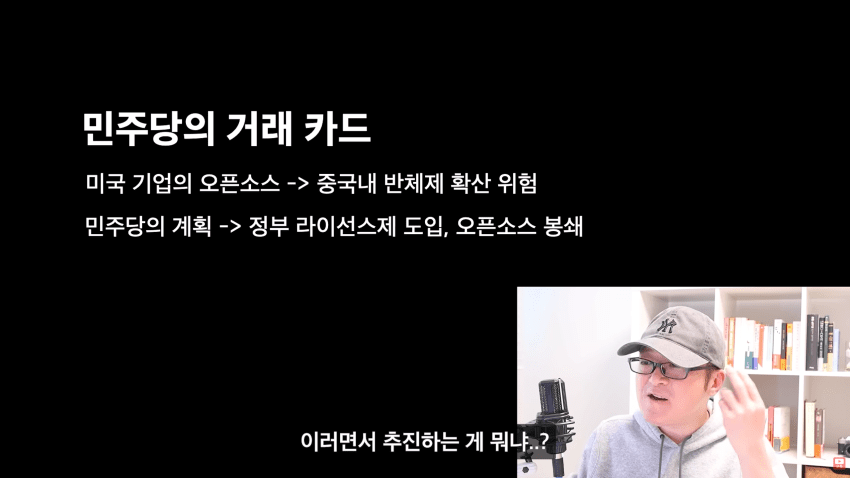 민주당의 거래 카드
미국 기업의 오픈소스 -> 중국내 반체제 확산 위험
민주당의 계획 -> 정부 라이선스제 도입, 오픈소스 봉쇄
이러면서 추진하는 게 뭐냐..?